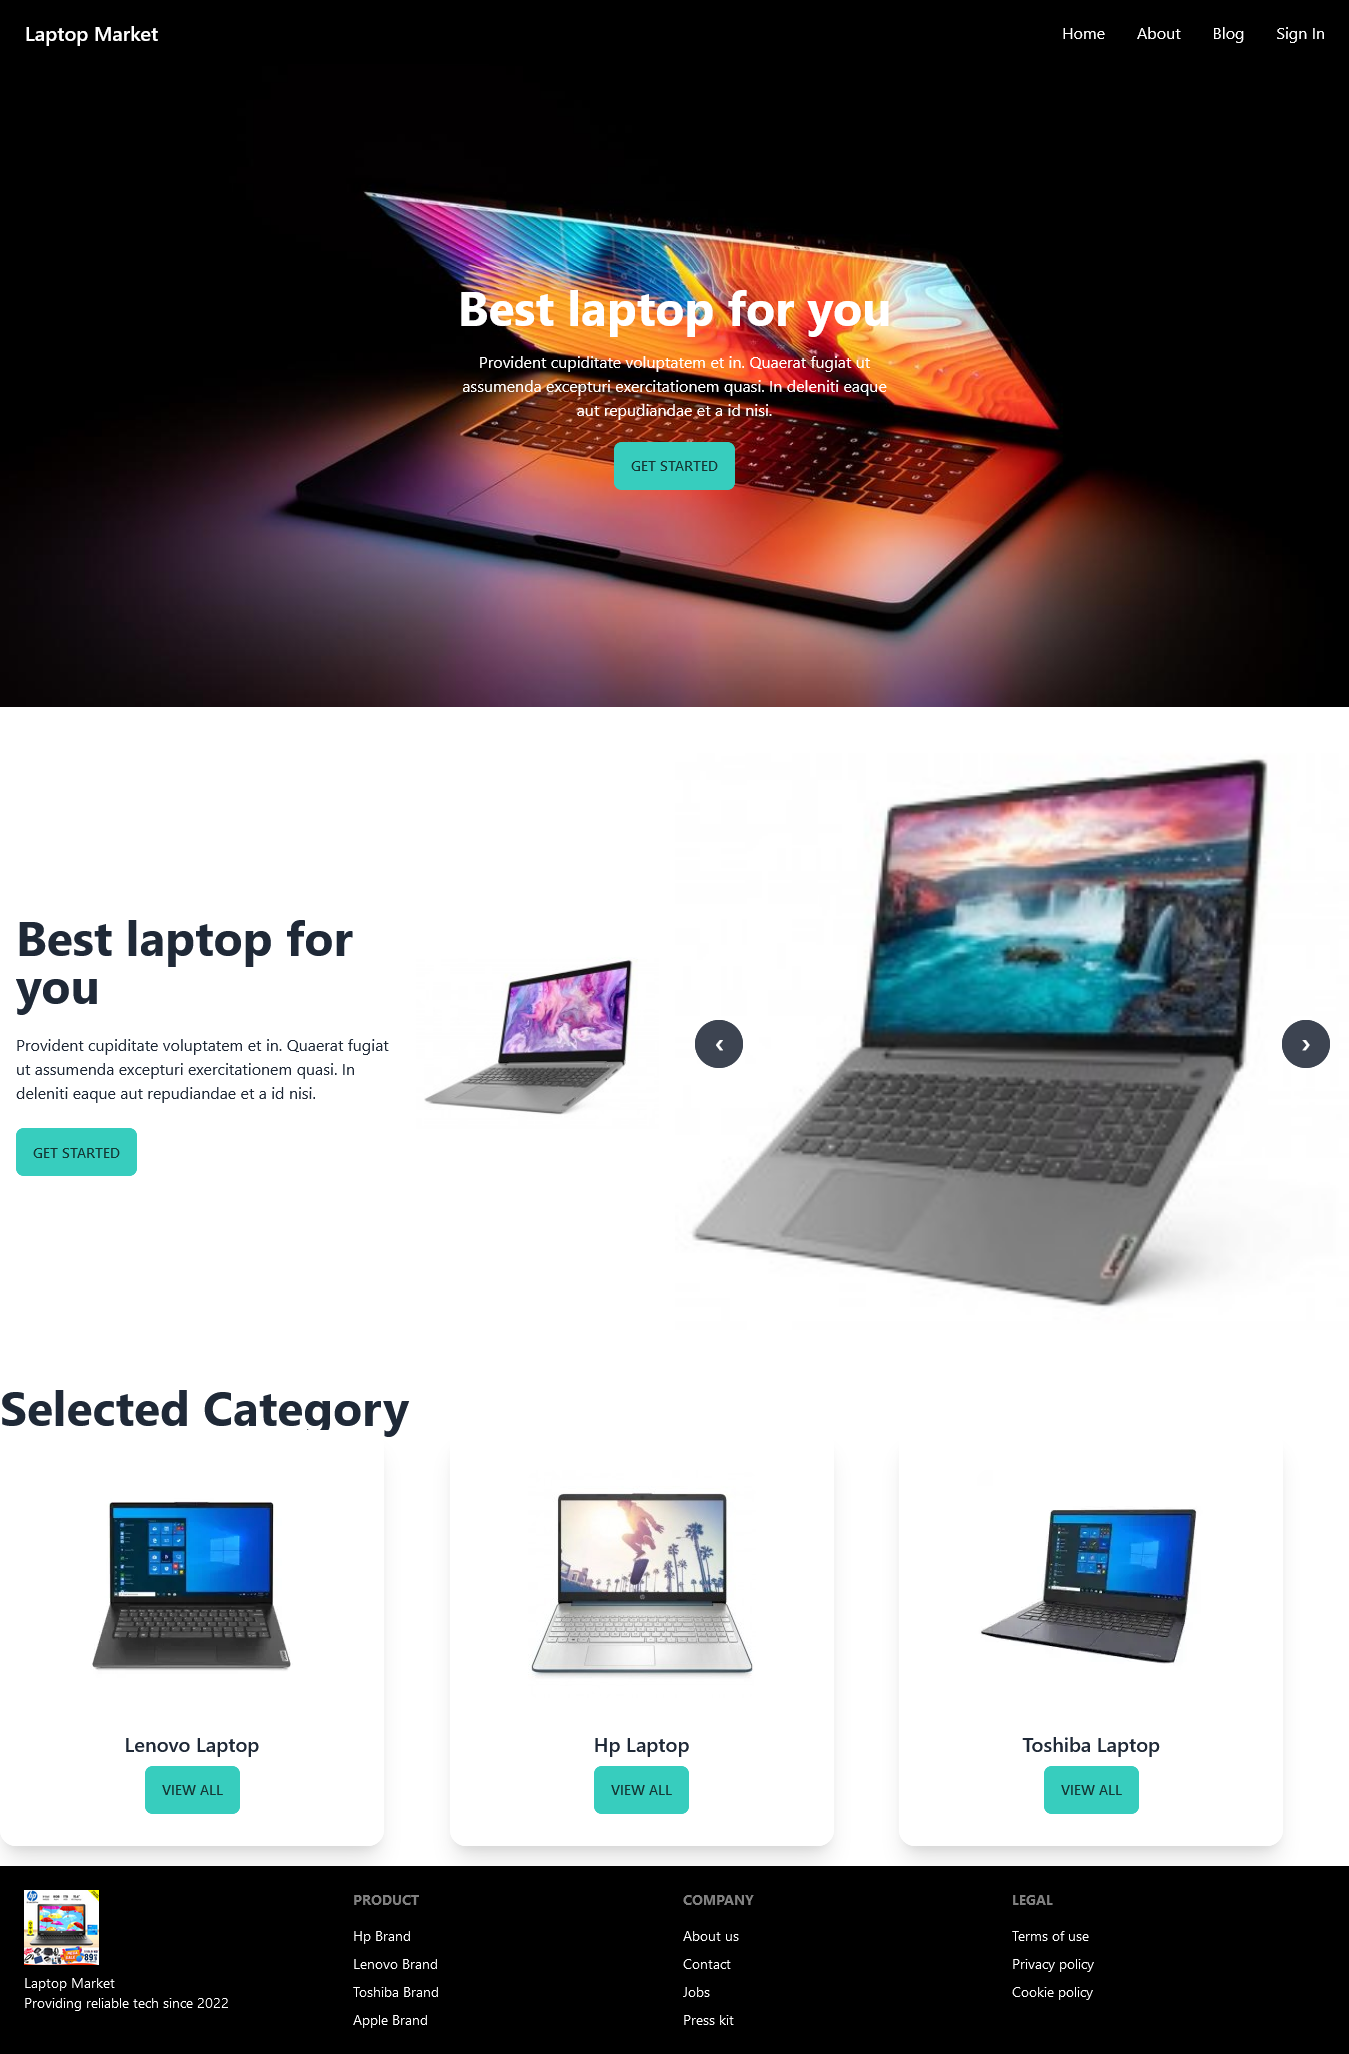 Laptop Market
Home
About
Blog
Sign In
Best laptop for you
Provident cupiditate voluptatem et in. Quaerat fugiat ut
assumenda excepturi exercitationem quasi. In deleniti eaque
aut repudiandae et a id nisi.
GET STARTED
Best laptop for
you
Provident cupiditate voluptatem et in. Quaerat fugiat
ut assumenda excepturi exercitationem quasi. In
deleniti eaque aut repudiandae et a id nisi.
GET STARTED
‹
›
Selected Category
Lenovo Laptop
VIEW ALL
Hp Laptop
VIEW ALL
Toshiba Laptop
VIEW ALL
Laptop Market
Providing reliable tech since 2022
PRODUCT
Hp Brand
Lenovo Brand
Toshiba Brand
Apple Brand
COMPANY
About us
Contact
Jobs
Press kit
LEGAL
Terms of use
Privacy policy
Cookie policy